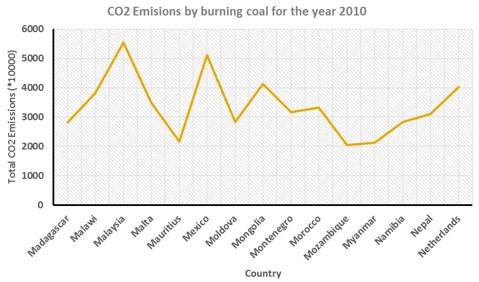 CO2 Emisions by burning coal for the year 2010
Total CO2 Emissions (*10000)
6000
5000
4000
3000
2000
1000
0
Madagascar
Malawi
Malaysia
Malta
Mauritius
Mexico
Moldova
Mongolia
Montenegro
Morocco
Mozambique
Myanmar
Namibia
Nepal
Netherlands
Country